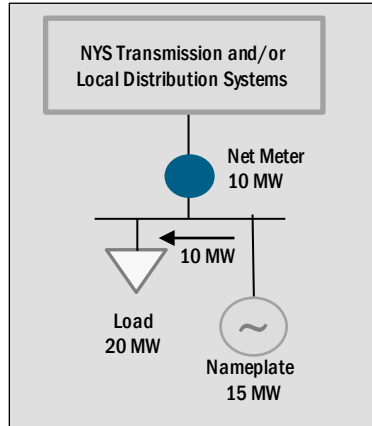 NYS Transmission and/or
Local Distribution Systems
Net Meter
10 MW
10 MW
Load
20 MW
~
Nameplate
15 MW